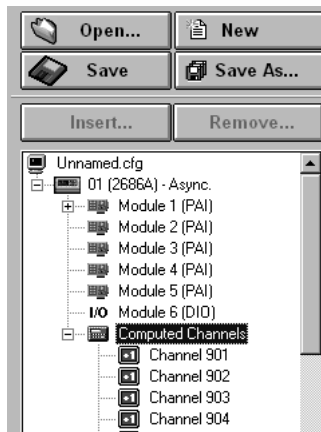 Open... New
Save Save As...
Insert... Remove...
Unnamed.cfg
01 (2686A) - Async.
Module 1 (PAI)
Module 2 (PAI)
Module 3 (PAI)
Module 4 (PAI)
Module 5 (PAI)
I/O Module 6 (DIO)
Computed Channels
Channel 901
Channel 902
Channel 903
Channel 904